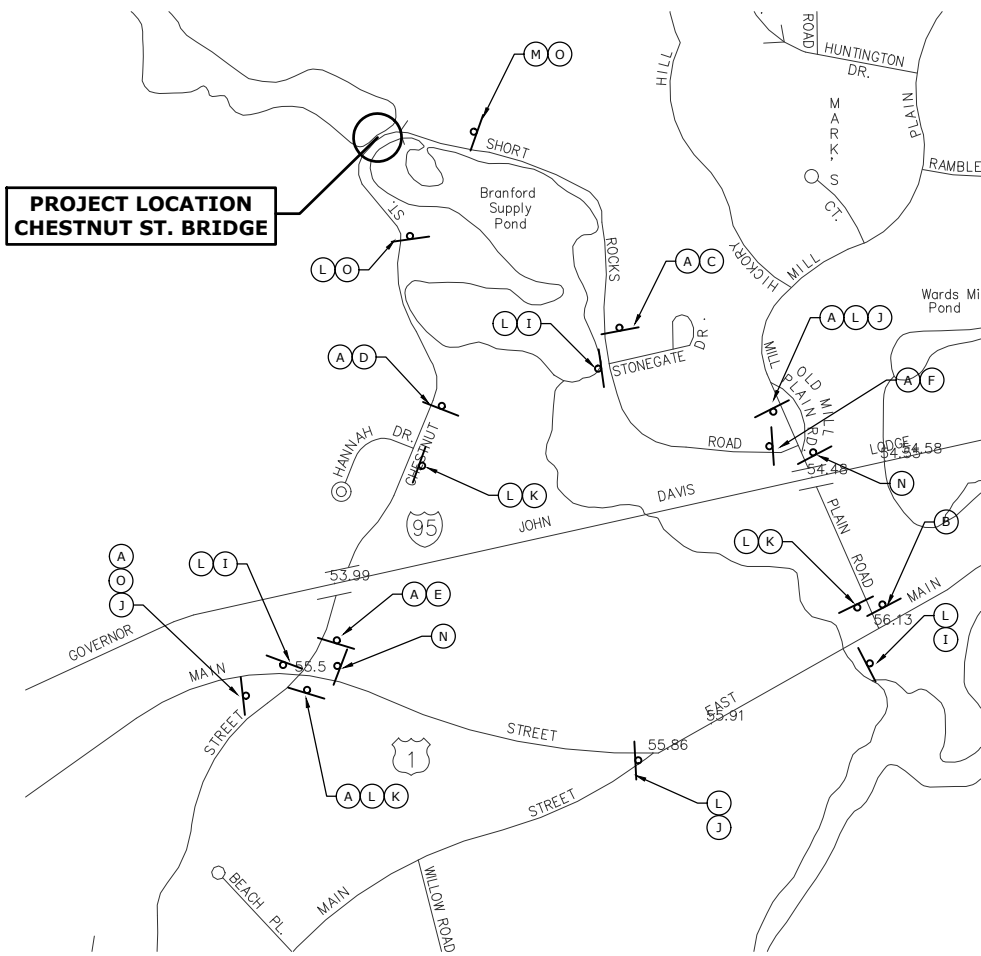 ROAD
HUNTINGTON
DR.
HILL
M O
MARK'S
CT.
PLAIN
SHORT
RAMBLE
PROJECT LOCATION
CHESTNUT ST. BRIDGE
ST.
Branford
Supply
Pond
ROCKS
HICKORY
MILL
L O
A C
Wards Mi
Pond
L I
A L J
STONEGATE
DR.
MILL
OLD MILL
PLAIN RD.
A D
A F
HANNAH
DR.
CHESTNUT
ROAD
LODGE
54.58
54.55
54.48
N
L K
DAVIS
95
JOHN
PLAIN
ROAD
B
L K
A
O
J
L I
53.99
A E
MAIN
56.13
L
I
GOVERNOR
N
MAIN
55.5
STREET
EAST
55.91
STREET
55.86
1
A L K
STREET
L
J
BEACH PL.
MAIN
WILLOW ROAD